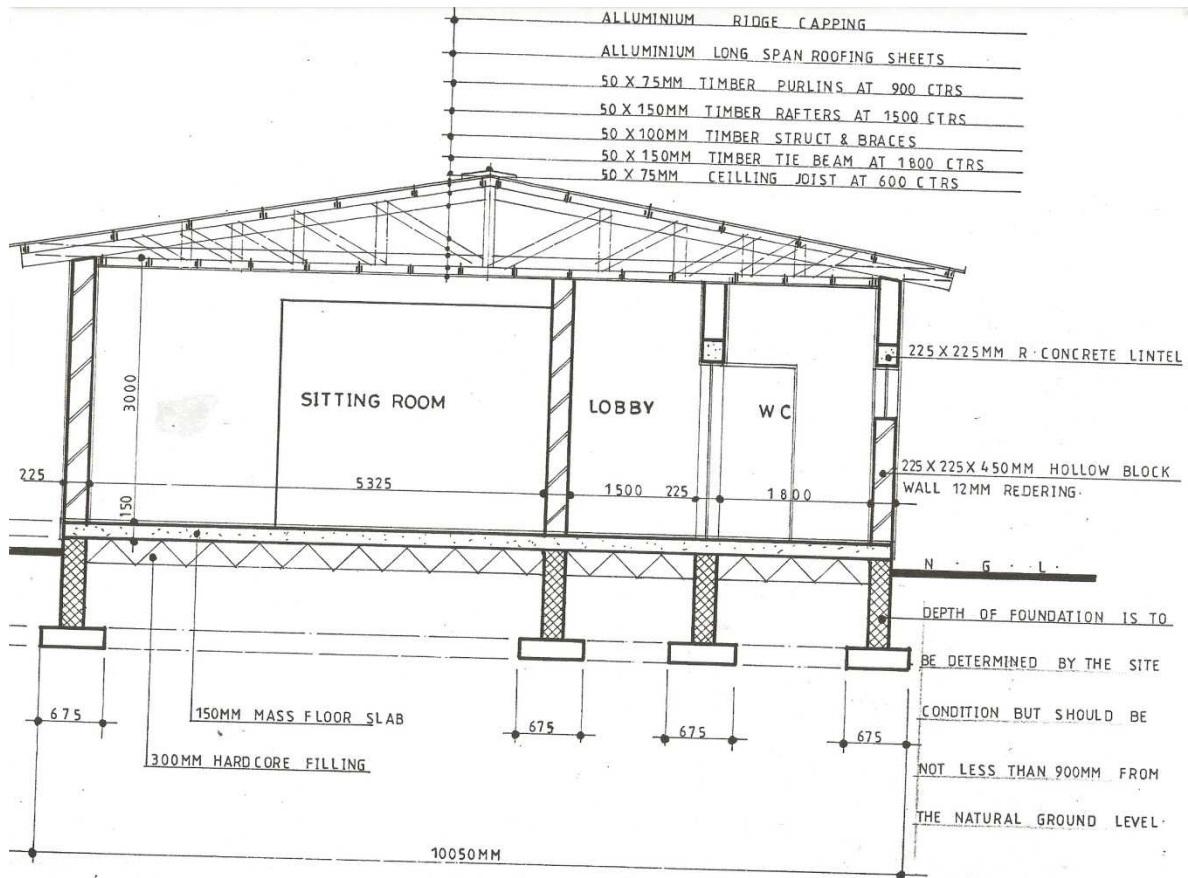 ALLUMINIUM RIDGE CAPPING
ALLUMINIUM LONG SPAN ROOFING SHEETS
50 X 75MM TIMBER PURLINS AT 900 CTRS
50 X 150MM TIMBER RAFTERS AT 1500 CTRS
50 X 100MM TIMBER STRUCT & BRACES
50 X 150MM TIMBER TIE BEAM AT 1800 CTRS
50 X 75MM CEILLING JOIST AT 600 CTRS
225 X 225MM R·CONCRETE LINTEL
3000
SITTING ROOM
LOBBY
WC
225
5325
1500
225
1800
225 X 225 X 450MM HOLLOW BLOCK
WALL 12MM REDERING·
150
N · G · L ·
DEPTH OF FOUNDATION IS TO
BE DETERMINED BY THE SITE
CONDITION BUT SHOULD BE
NOT LESS THAN 900MM FROM
THE NATURAL GROUND LEVEL·
675
150MM MASS FLOOR SLAB
675
675
675
300MM HARDCORE FILLING
10050MM